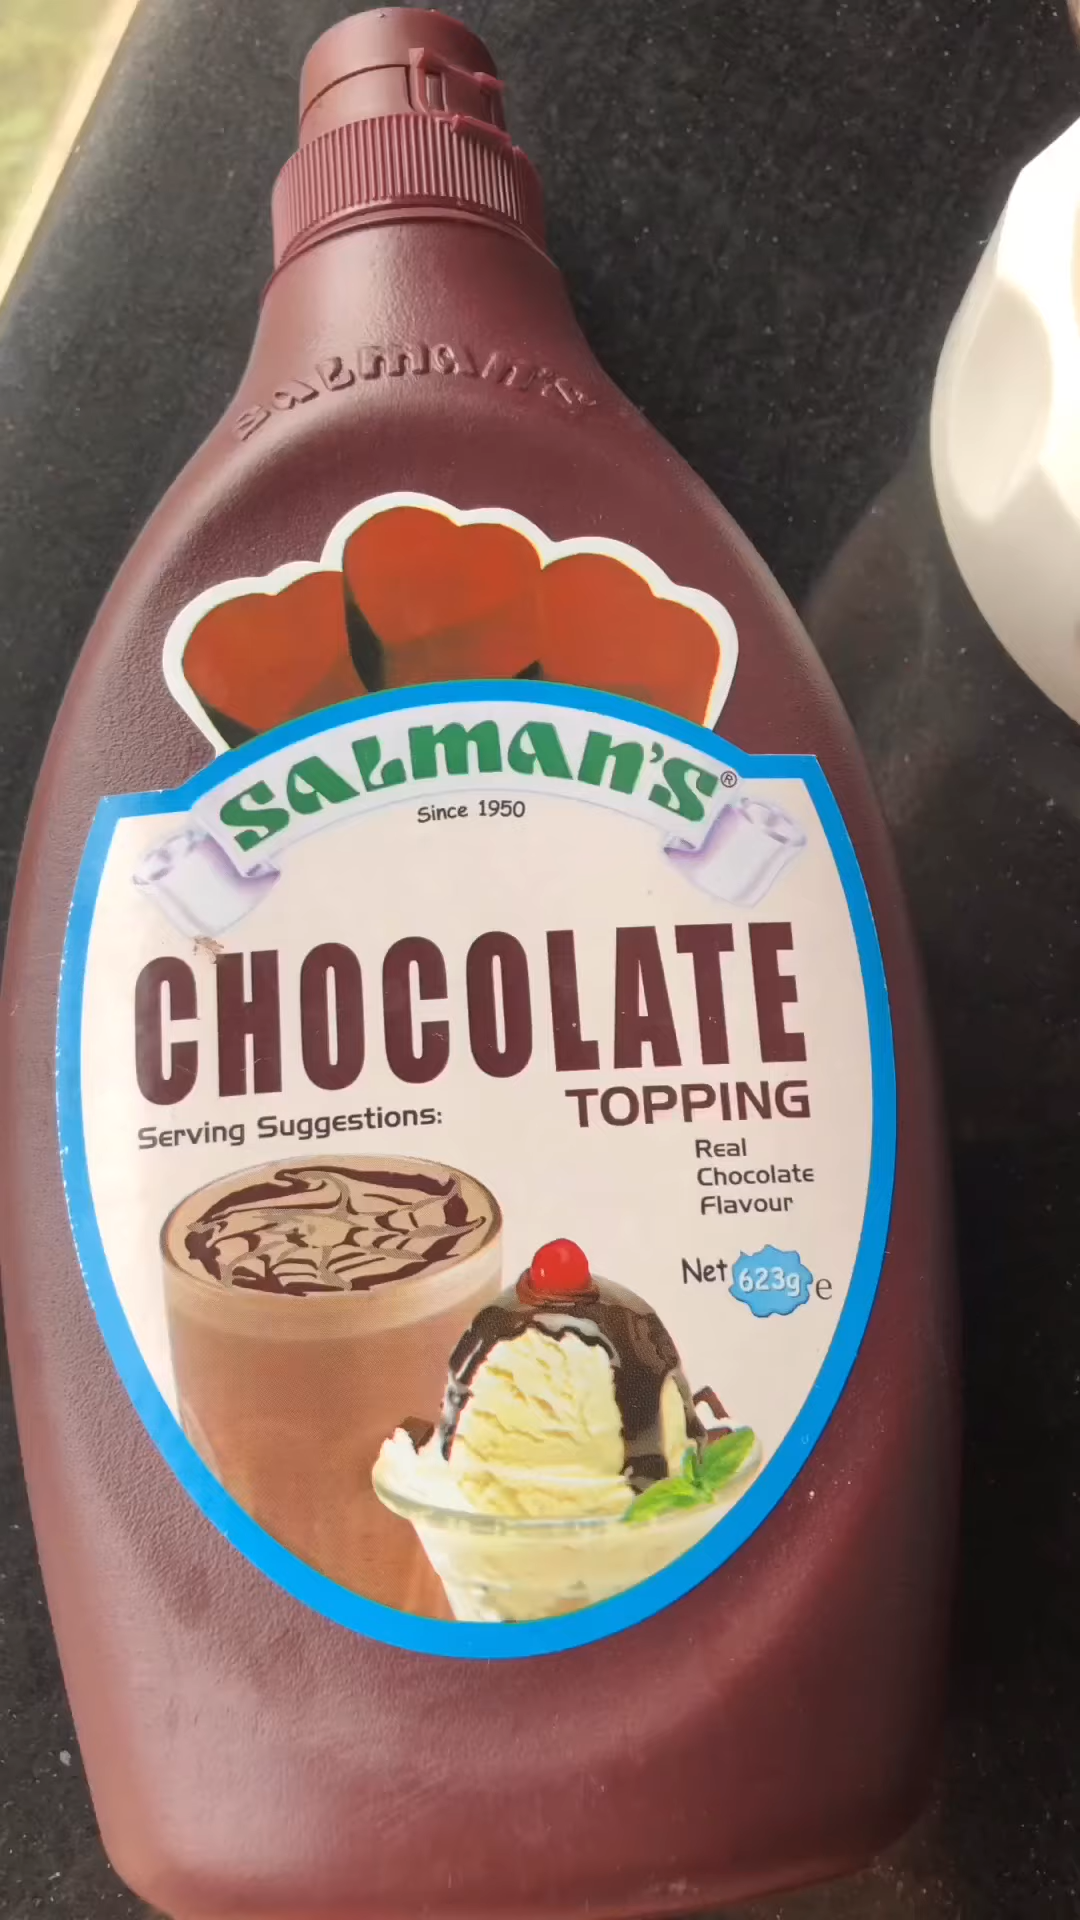 SALMAN'S
SALMAN'S®
Since 1950
CHOCOLATE
TOPPING
Serving Suggestions:
Real
Chocolate
Flavour
Net 623g e